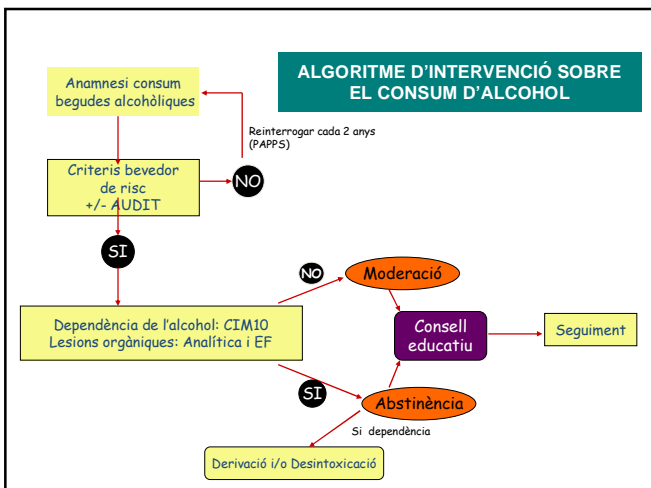 ALGORITME D'INTERVENCIÓ SOBRE
EL CONSUM D'ALCOHOL
Anamnesi consum
begudes alcohòliques
Reinterrogar cada 2 anys
(PAPPS)
Criteris bevedor
de risc
+/- AUDIT
NO
SI
NO
Moderació
Dependència de l'alcohol: CIM10
Lesions orgàniques: Analítica i EF
Consell
educatiu
Seguiment
SI
Abstinència
Si dependència
Derivació i/o Desintoxicació